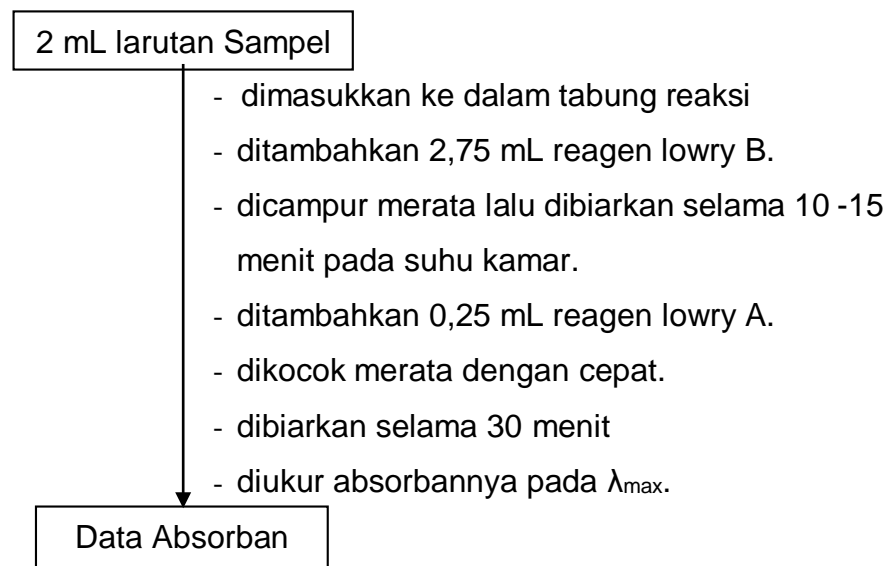 2 mL larutan Sampel
- dimasukkan ke dalam tabung reaksi
- ditambahkan 2,75 mL reagen lowry B.
- dicampur merata lalu dibiarkan selama 10 -15
menit pada suhu kamar.
- ditambahkan 0,25 mL reagen lowry A.
- dikocok merata dengan cepat.
- dibiarkan selama 30 menit
- diukur absorbannya pada λmax.
Data Absorban